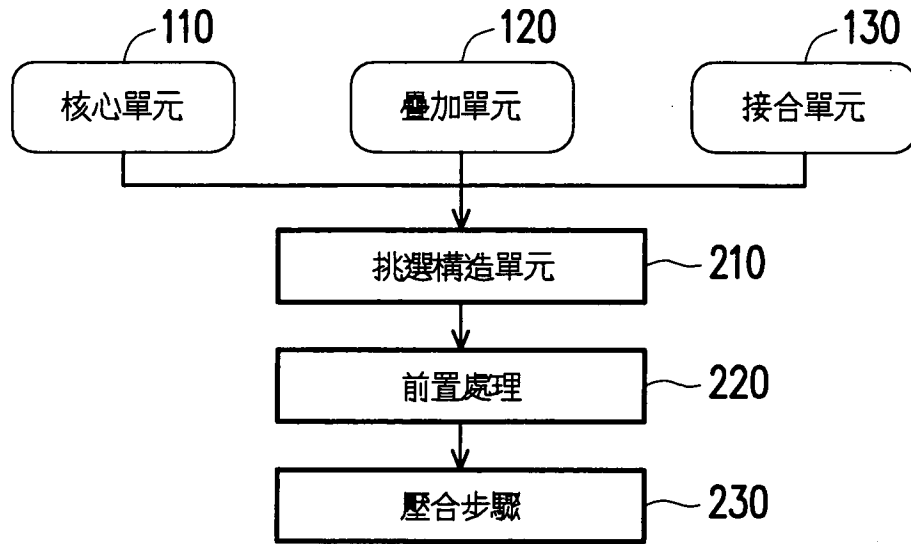 110
120
130
核心單元
疊加單元
接合單元
挑選構造單元
210
前置處理
220
壓合步驟
230